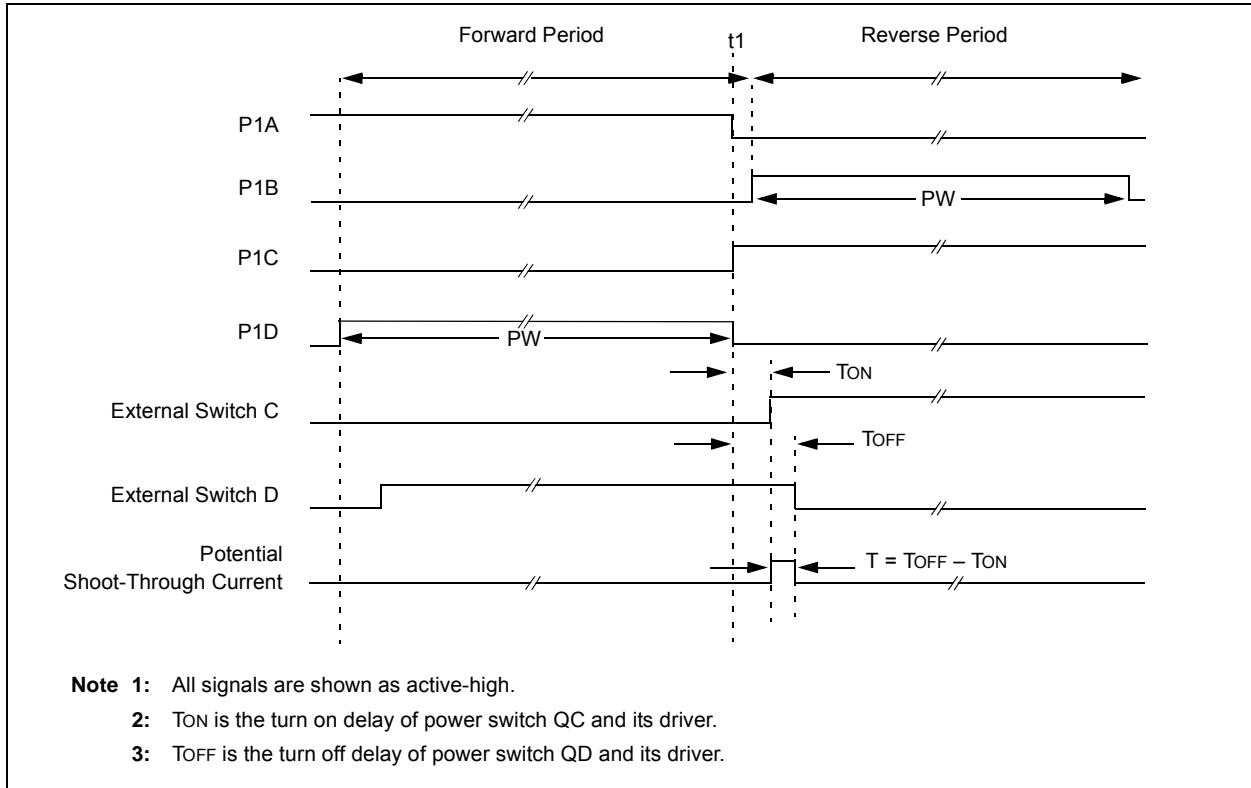 Forward Period
t1
Reverse Period
P1A
P1B
PW
P1C
P1D
PW
TON
External Switch C
TOFF
External Switch D
Potential
Shoot-Through Current
T = TOFF – TON
Note 1: All signals are shown as active-high.
2: TON is the turn on delay of power switch QC and its driver.
3: TOFF is the turn off delay of power switch QD and its driver.